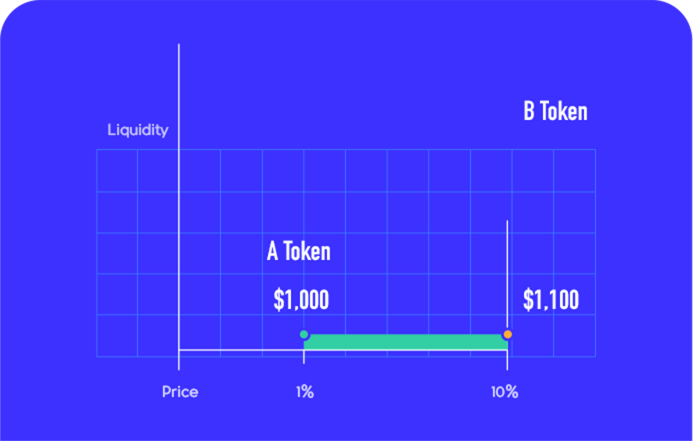 B Token
Liquidity
A Token
$1,000
$1,100
Price
1%
10%